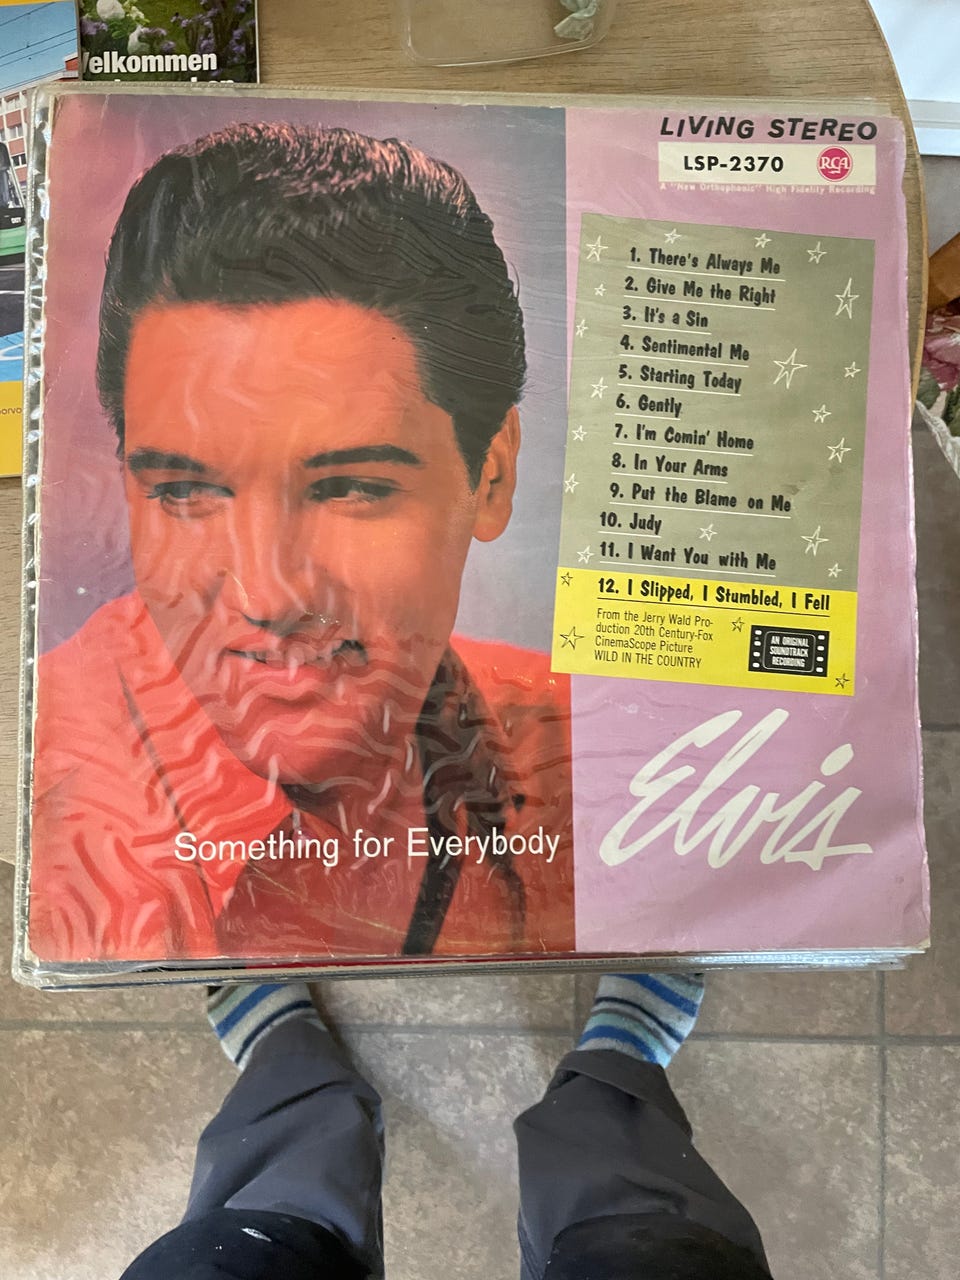 Velkommen
LIVING STEREO
LSP-2370
RCA
A "New Orthophonic" High Fidelity Recording
1. There's Always Me
2. Give Me the Right
3. It's a Sin
4. Sentimental Me
5. Starting Today
6. Gently
7. I'm Comin' Home
8. In Your Arms
9. Put the Blame on Me
10. Judy
11. I Want You with Me
12. I Slipped, I Stumbled, I Fell
From the Jerry Wald Pro-
duction 20th Century-Fox
CinemaScope Picture
WILD IN THE COUNTRY
AN ORIGINAL
SOUNDTRACK
RECORDING
Elvis
Something for Everybody